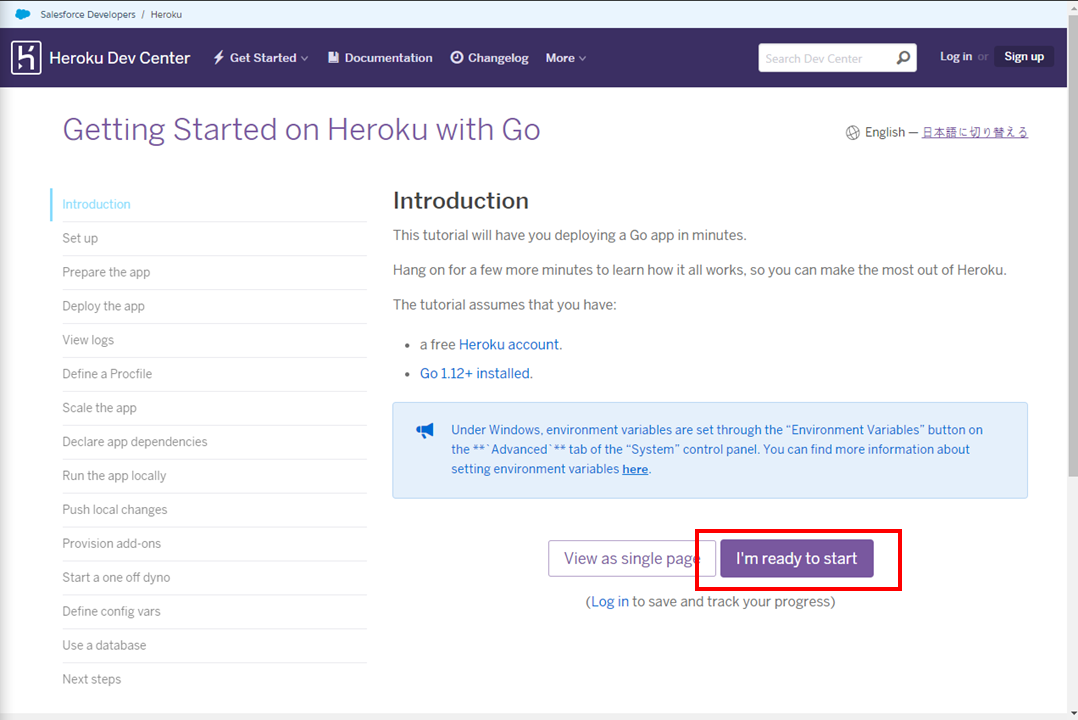 Salesforce Developers / Heroku
Heroku Dev Center
Get Started
Documentation
Changelog
More
Search Dev Center
Log in or Sign up
Getting Started on Heroku with Go
English — 日本語に切り替える
Introduction
Set up
Prepare the app
Deploy the app
View logs
Define a Procfile
Scale the app
Declare app dependencies
Run the app locally
Push local changes
Provision add-ons
Start a one off dyno
Define config vars
Use a database
Next steps
Introduction
This tutorial will have you deploying a Go app in minutes.
Hang on for a few more minutes to learn how it all works, so you can make the most out of Heroku.
The tutorial assumes that you have:
• a free Heroku account.
• Go 1.12+ installed.
Under Windows, environment variables are set through the “Environment Variables” button on
the **`Advanced`** tab of the “System” control panel. You can find more information about
setting environment variables here.
View as single page
I'm ready to start
(Log in to save and track your progress)